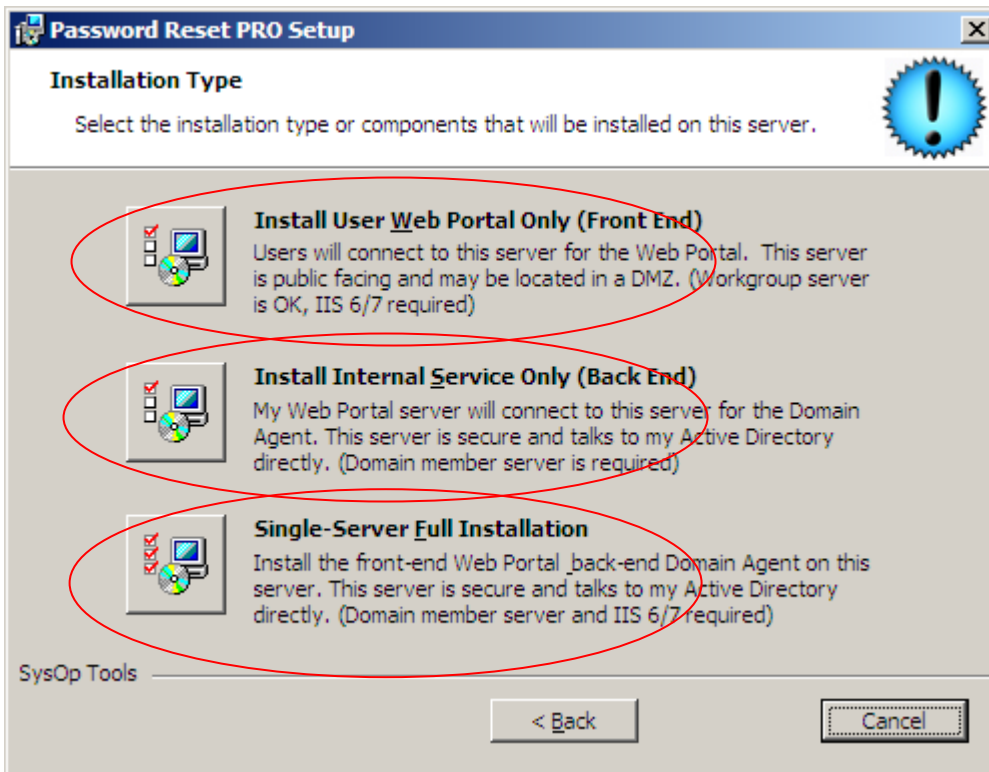 Password Reset PRO Setup
Installation Type
Select the installation type or components that will be installed on this server.
Install User Web Portal Only (Front End)
Users will connect to this server for the Web Portal.  This server
is public facing and may be located in a DMZ. (Workgroup server
is OK, IIS 6/7 required)
Install Internal Service Only (Back End)
My Web Portal server will connect to this server for the Domain
Agent. This server is secure and talks to my Active Directory
directly. (Domain member server is required)
Single-Server Full Installation
Install the front-end Web Portal _back-end Domain Agent on this
server. This server is secure and talks to my Active Directory
directly. (Domain member server and IIS 6/7 required)
SysOp Tools
< Back
Cancel